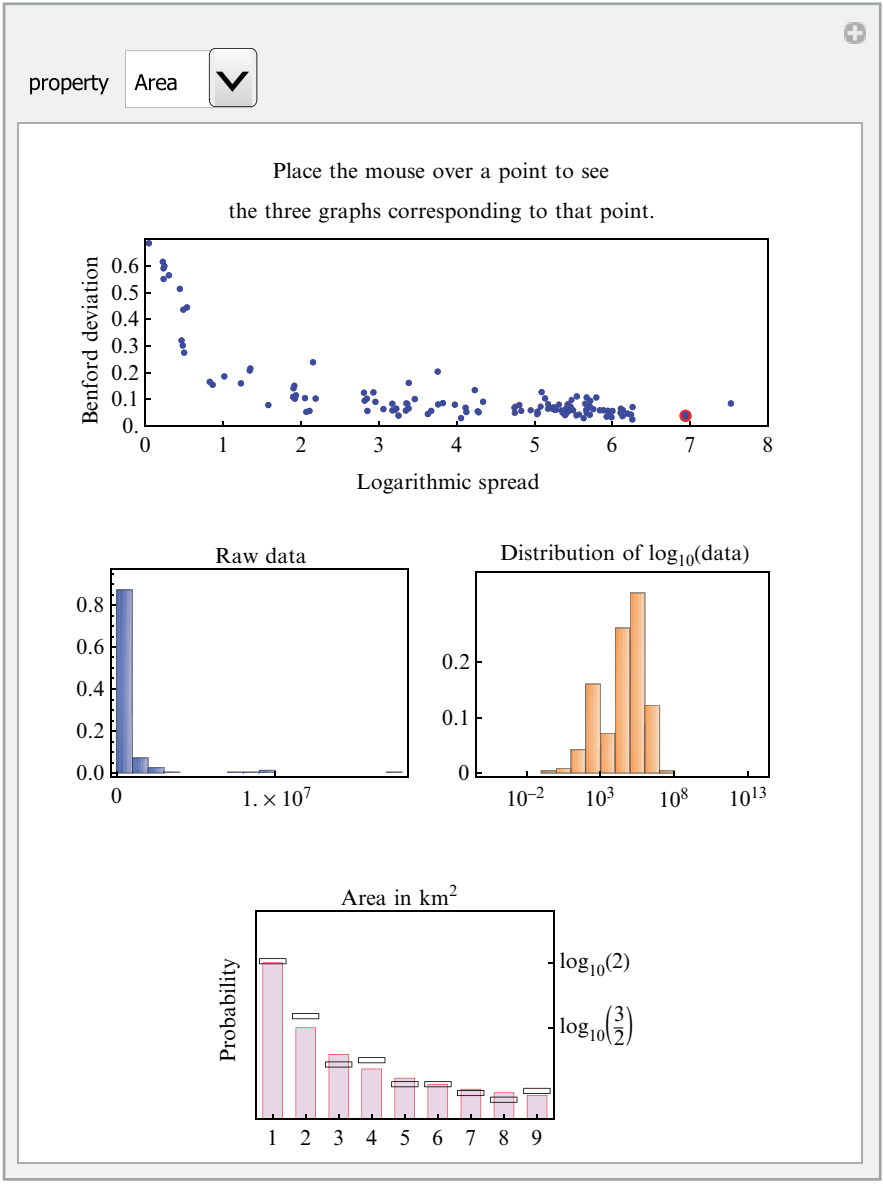 property Area
Place the mouse over a point to see
the three graphs corresponding to that point.
Benford deviation
0.6
0.5
0.4
0.3
0.2
0.1
0.
0 1 2 3 4 5 6 7 8
Logarithmic spread
Raw data
0.8
0.6
0.4
0.2
0.0
0 1. × 10⁷
Distribution of log₁₀(data)
0.2
0.1
0
10⁻² 10³ 10⁸ 10¹³
Area in km²
Probability
log₁₀(2)
log₁₀(3/2)
1 2 3 4 5 6 7 8 9